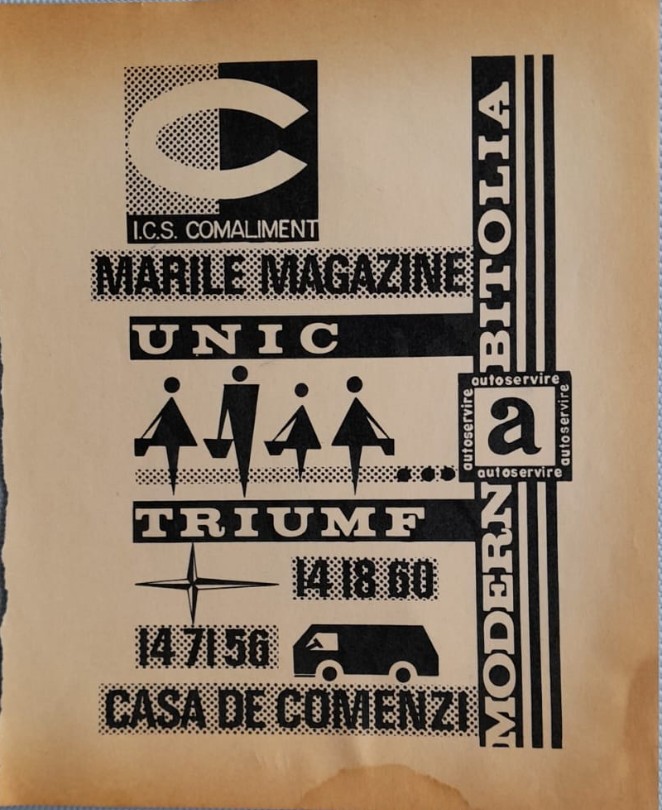 I.C.S. COMALIMENT
MARILE MAGAZINE
UNIC
BITOLIA
autoservire
autoservire
a
autoservire
autoservire
TRIUMF
MODERN
14 18 60
14 71 56
CASA DE COMENZI